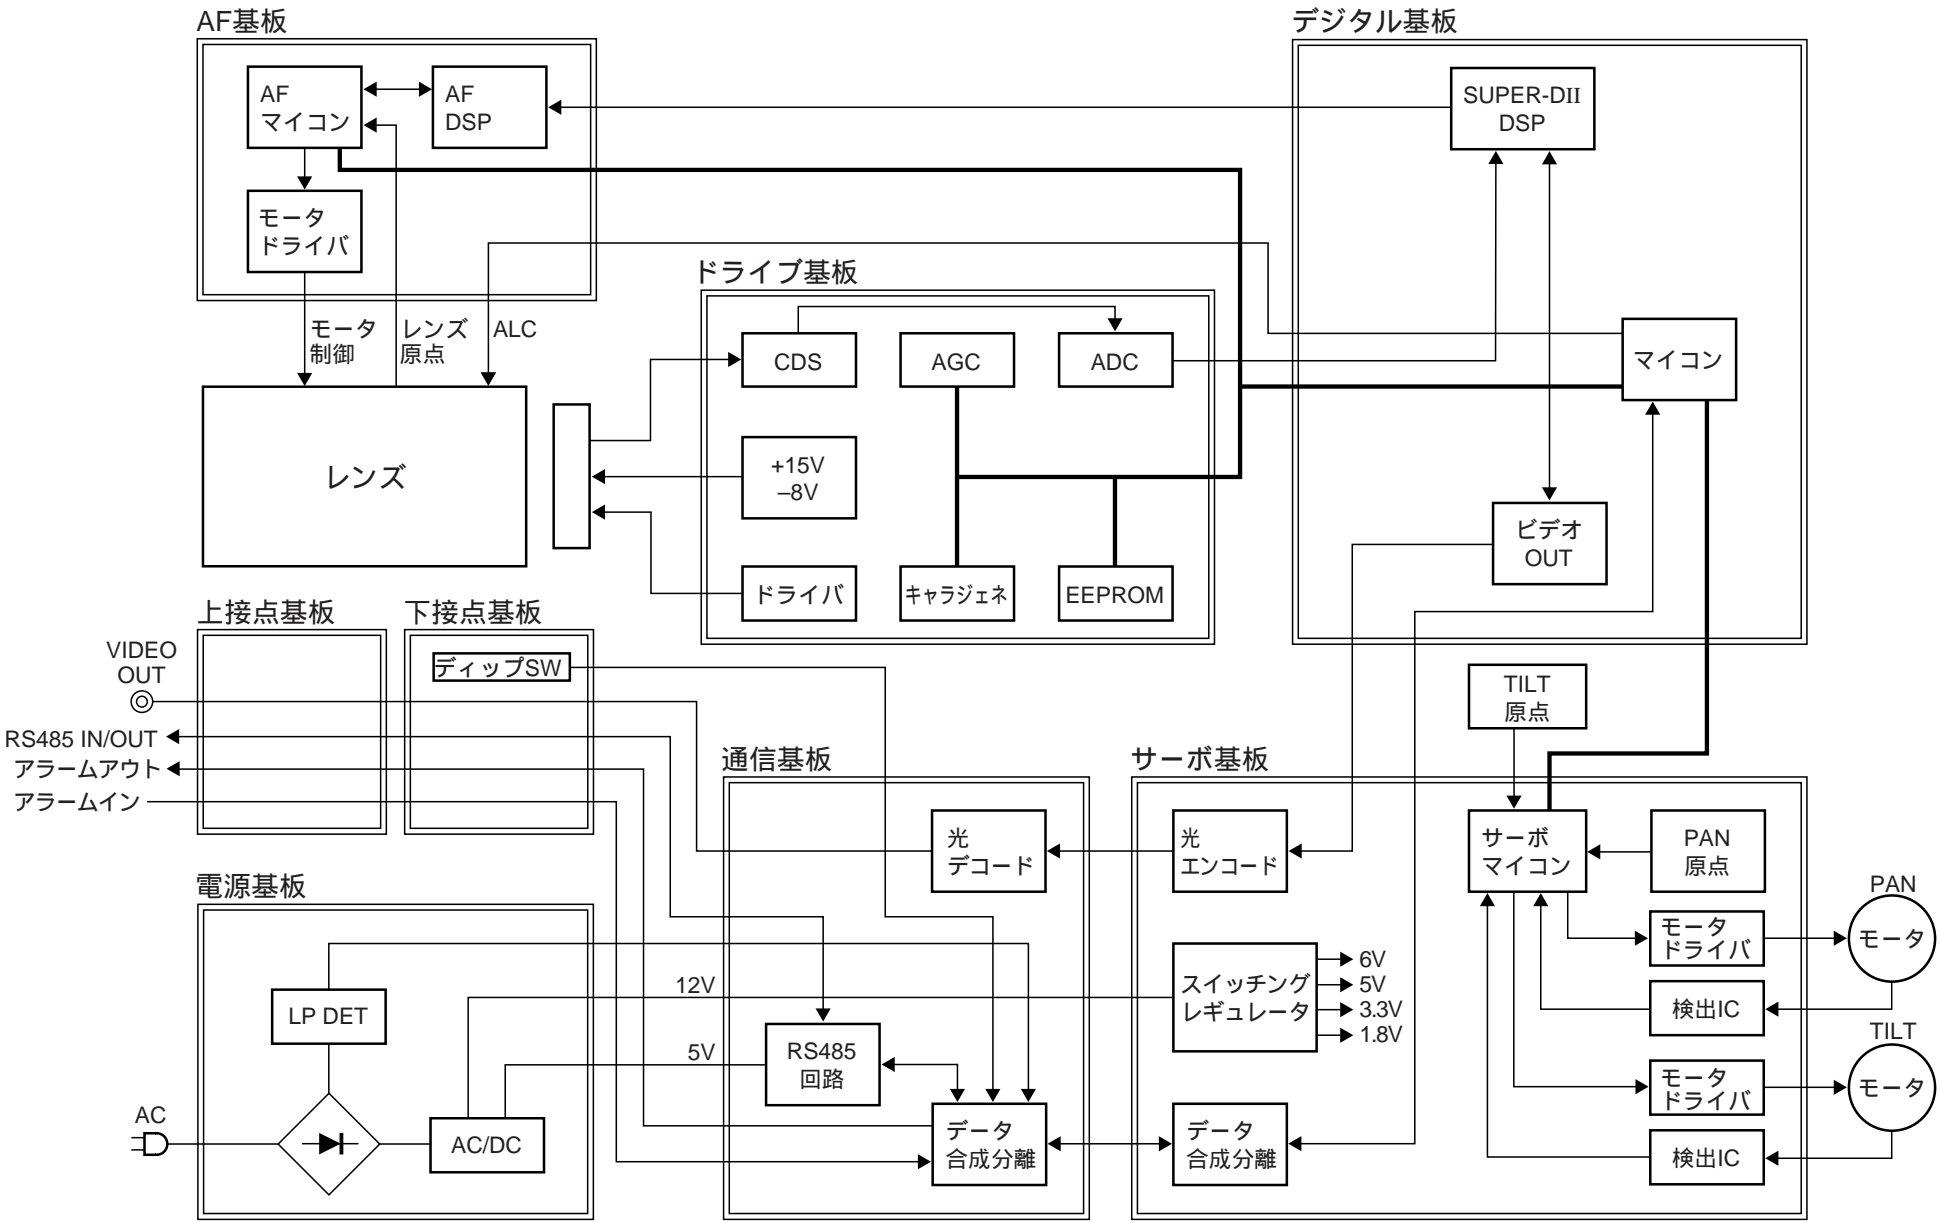 AF基板
デジタル基板
AF
マイコン
AF
DSP
SUPER-DII
DSP
モータ
ドライバ
ドライブ基板
モータ
制御
レンズ
原点
ALC
CDS
AGC
ADC
マイコン
レンズ
+15V
–8V
ビデオ
OUT
ドライバ
キャラジェネ
EEPROM
上接点基板
下接点基板
VIDEO
OUT
ディップSW
TILT
原点
RS485 IN/OUT
アラームアウト
アラームイン
通信基板
サーボ基板
光
デコード
光
エンコード
サーボ
マイコン
PAN
原点
電源基板
PAN
モータ
ドライバ
モータ
LP DET
12V
スイッチング
レギュレータ
6V
5V
3.3V
1.8V
検出IC
TILT
5V
RS485
回路
モータ
ドライバ
モータ
AC
AC/DC
データ
合成分離
データ
合成分離
検出IC